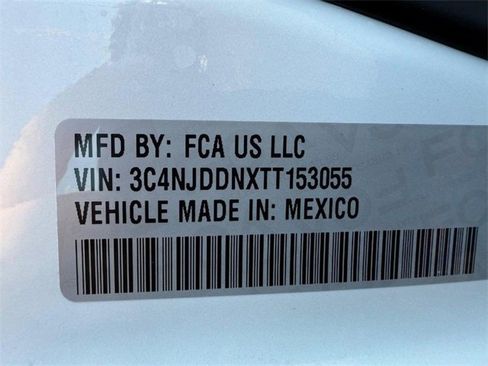 MFD BY: FCA US LLC
VIN: 3C4NJDDNXTT153055
VEHICLE MADE IN: MEXICO